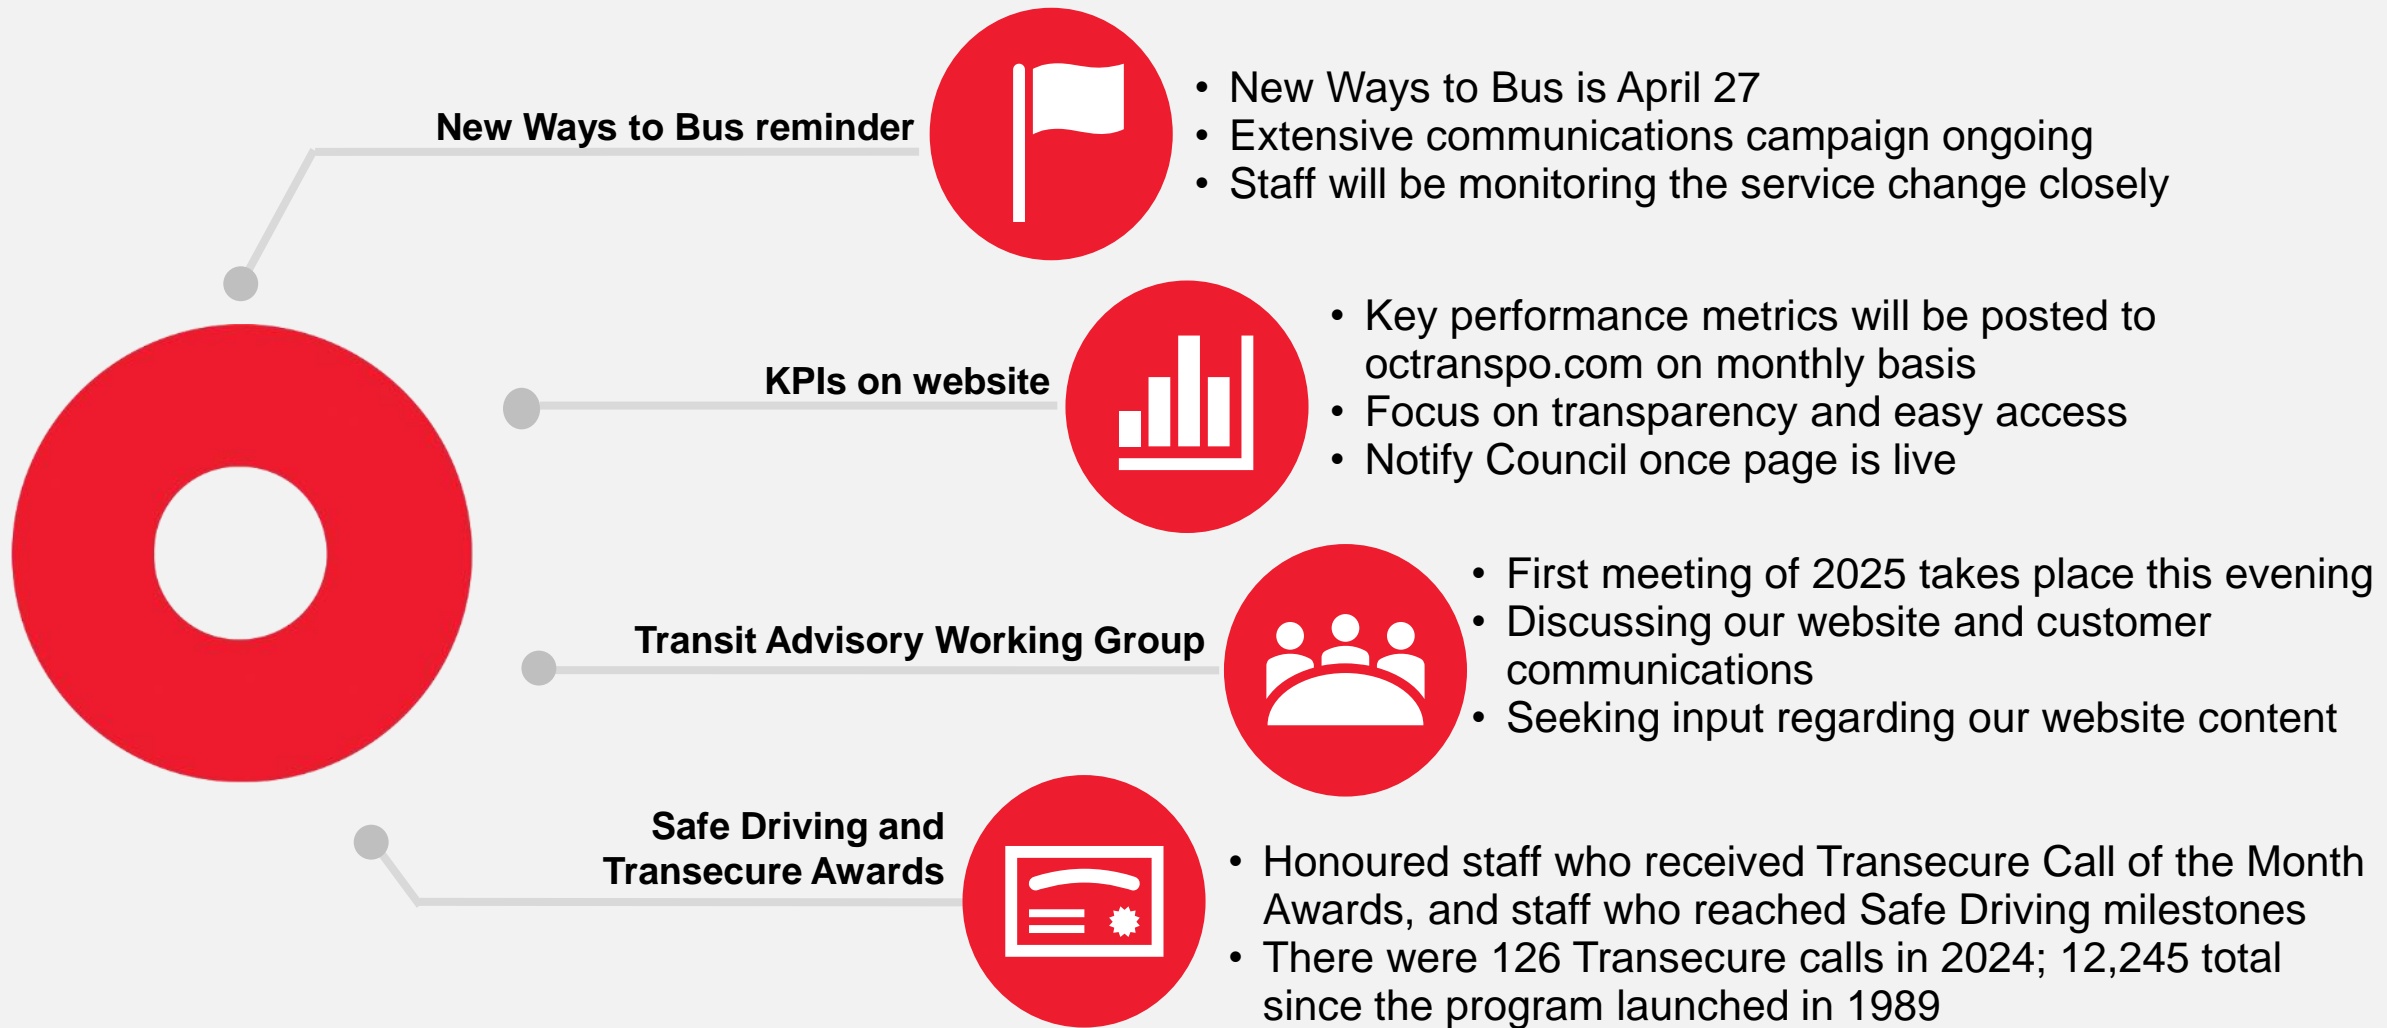 New Ways to Bus reminder
• New Ways to Bus is April 27
• Extensive communications campaign ongoing
• Staff will be monitoring the service change closely
KPIs on website
• Key performance metrics will be posted to
octranspo.com on monthly basis
• Focus on transparency and easy access
• Notify Council once page is live
Transit Advisory Working Group
• First meeting of 2025 takes place this evening
• Discussing our website and customer
communications
• Seeking input regarding our website content
Safe Driving and
Transecure Awards
• Honoured staff who received Transecure Call of the Month
Awards, and staff who reached Safe Driving milestones
• There were 126 Transecure calls in 2024; 12,245 total
since the program launched in 1989